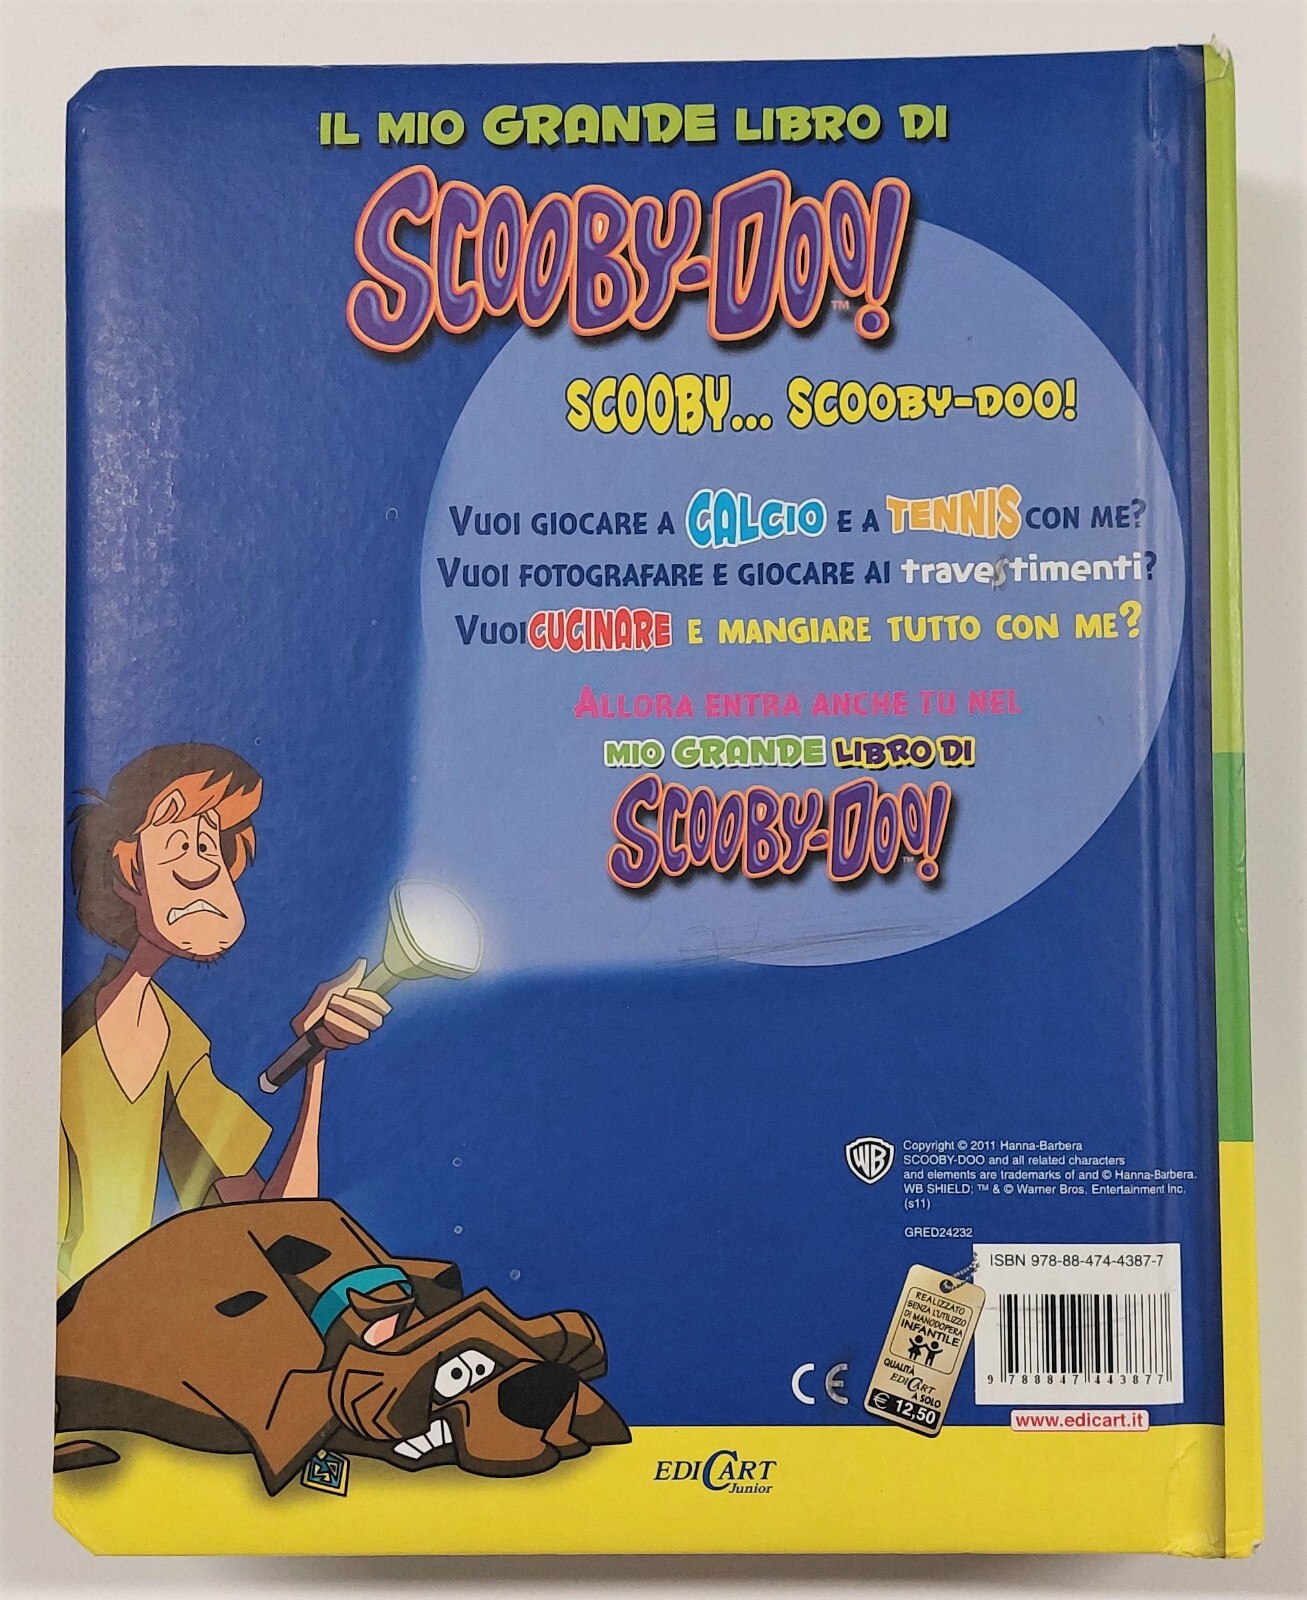 IL MIO GRANDE LIBRO DI
SCOOBY-DOO!™
SCOOBY... SCOOBY-DOO!
VUOI GIOCARE A CALCIO E A TENNIS CON ME?
VUOI FOTOGRAFARE E GIOCARE AI travestimenti?
VUOI CUCINARE E MANGIARE TUTTO CON ME?
ALLORA ENTRA ANCHE TU NEL
MIO GRANDE LIBRO DI
SCOOBY-DOO!™
WB
Copyright © 2011 Hanna-Barbera
SCOOBY-DOO and all related characters
and elements are trademarks of and © Hanna-Barbera.
WB SHIELD: ™ & © Warner Bros. Entertainment Inc.
(s11)
GRED24232
ISBN 978-88-474-4387-7
9 788847 443877
www.edicart.it
REALIZZATO
SENZA L'UTILIZZO
DI MANODOPERA
INFANTILE
QUALITÀ
EDICART
A SOLO
€ 12,50
CE
SD
EDICART
Junior